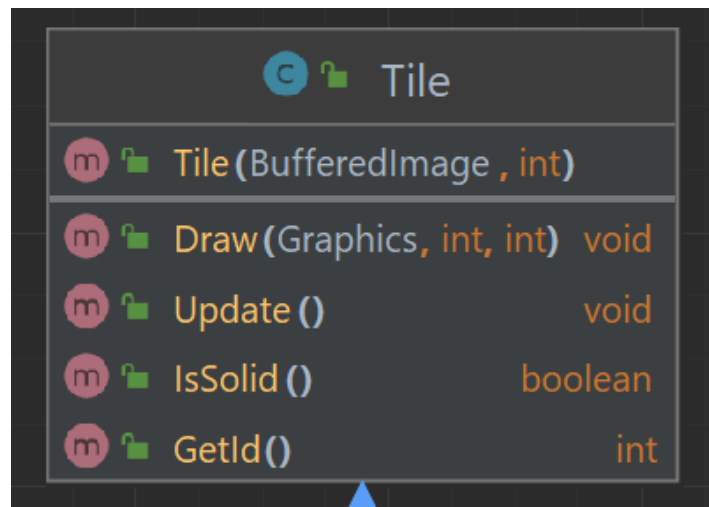 C Tile
m Tile(BufferedImage , int)
m Draw(Graphics, int, int) void
m Update() void
m IsSolid() boolean
m GetId() int